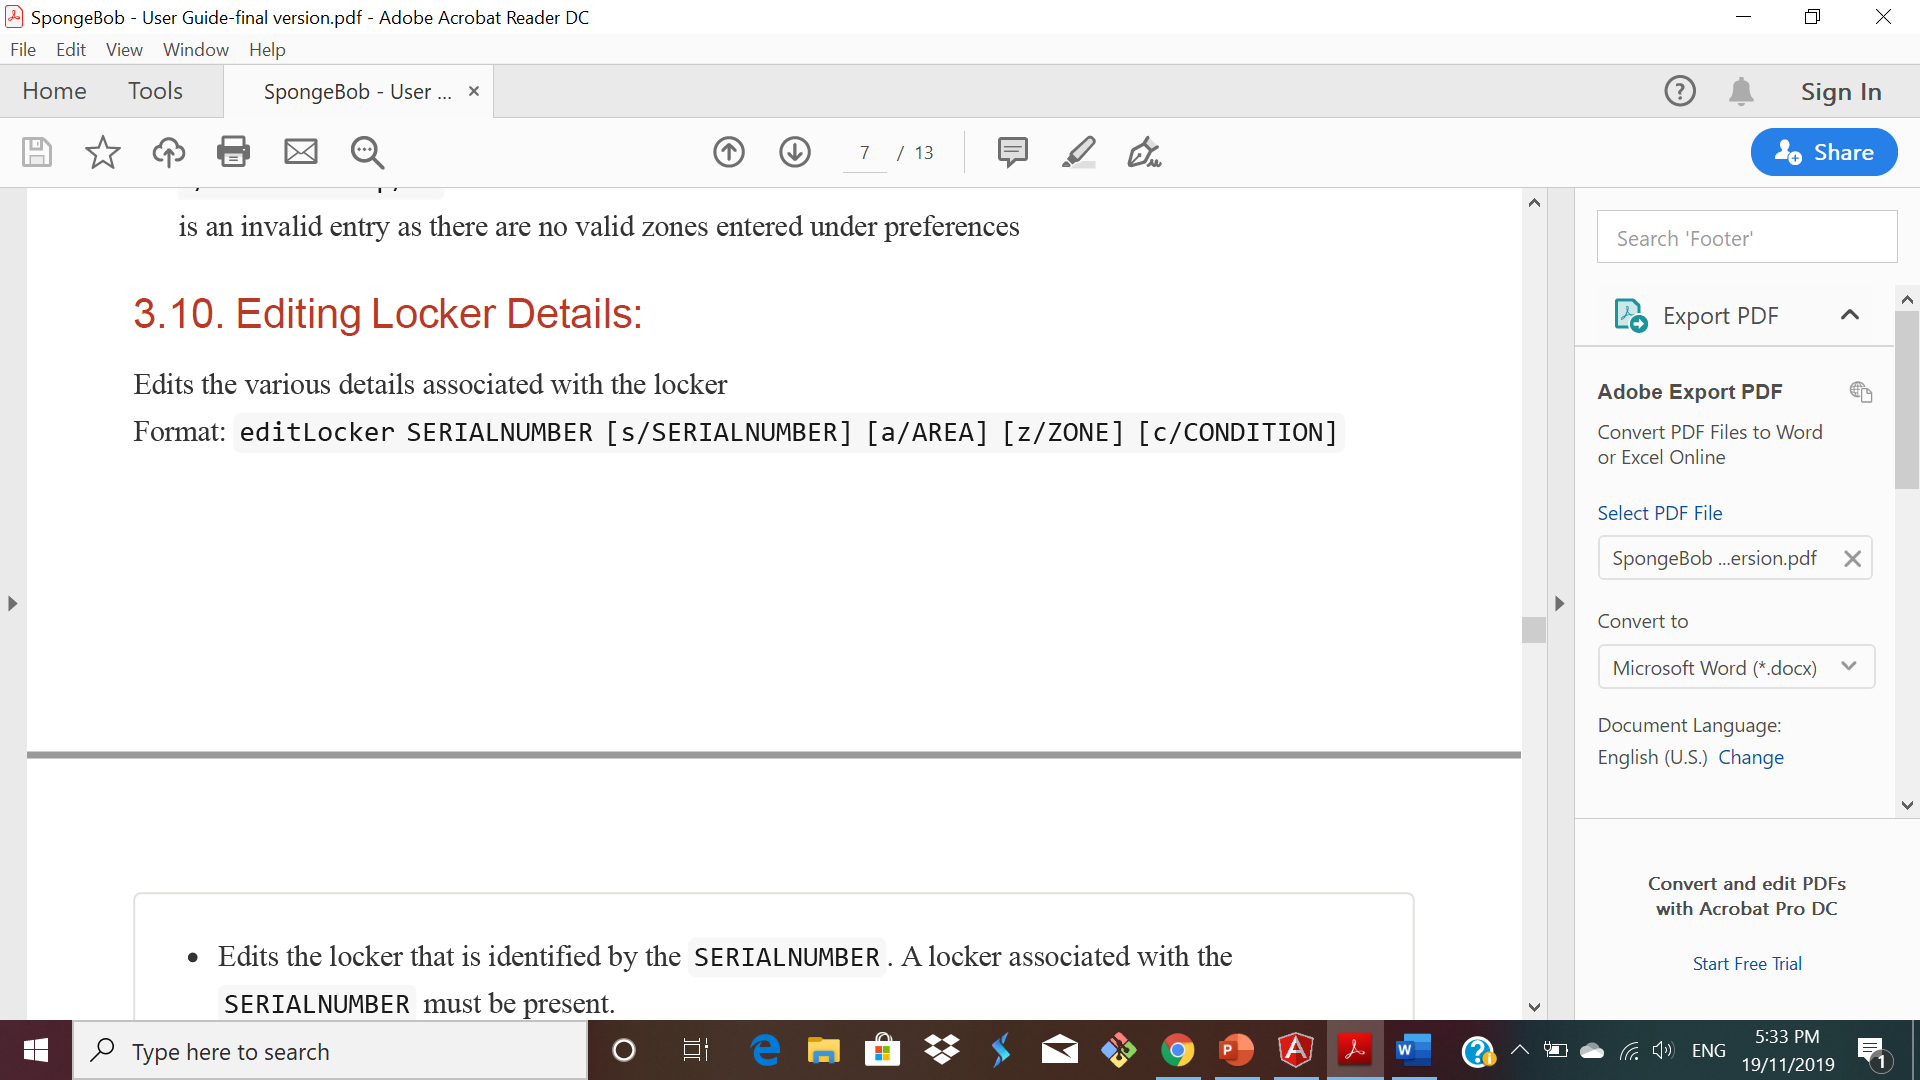 SpongeBob - User Guide-final version.pdf - Adobe Acrobat Reader DC
File Edit View Window Help
Home Tools SpongeBob - User ... ×
Sign In
7 / 13
Share
is an invalid entry as there are no valid zones entered under preferences
3.10. Editing Locker Details:
Edits the various details associated with the locker
Format: editLocker SERIALNUMBER [s/SERIALNUMBER] [a/AREA] [z/ZONE] [c/CONDITION]
• Edits the locker that is identified by the SERIALNUMBER. A locker associated with the
SERIALNUMBER must be present.
Search 'Footer'
Export PDF
Adobe Export PDF
Convert PDF Files to Word
or Excel Online
Select PDF File
SpongeBob ...ersion.pdf
Convert to
Microsoft Word (*.docx)
Document Language:
English (U.S.) Change
Convert and edit PDFs
with Acrobat Pro DC
Start Free Trial
Type here to search
ENG
5:33 PM
19/11/2019
1